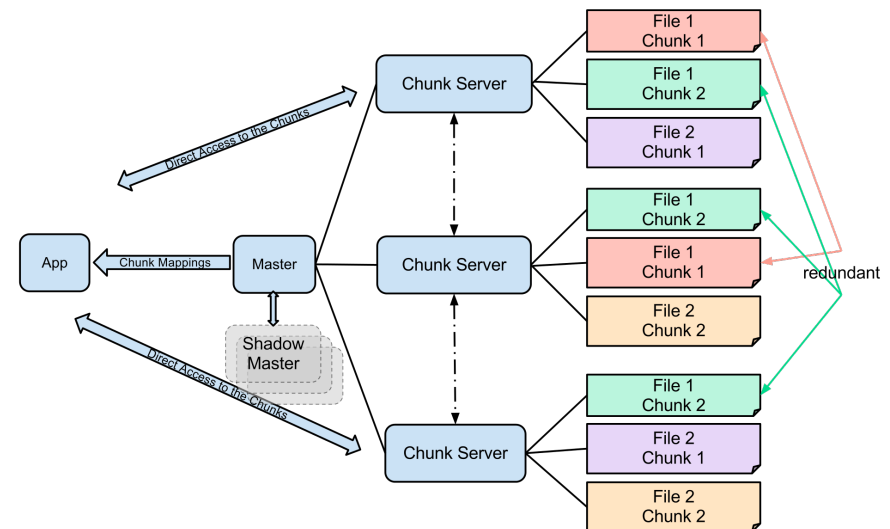 File 1
Chunk 1
Chunk Server
File 1
Chunk 2
Direct Access to the Chunks
File 2
Chunk 1
File 1
Chunk 2
App
Chunk Mappings
Master
Chunk Server
File 1
Chunk 1
redundant
File 2
Chunk 2
Shadow
Master
Direct Access to the Chunks
File 1
Chunk 2
Chunk Server
File 2
Chunk 1
File 2
Chunk 2